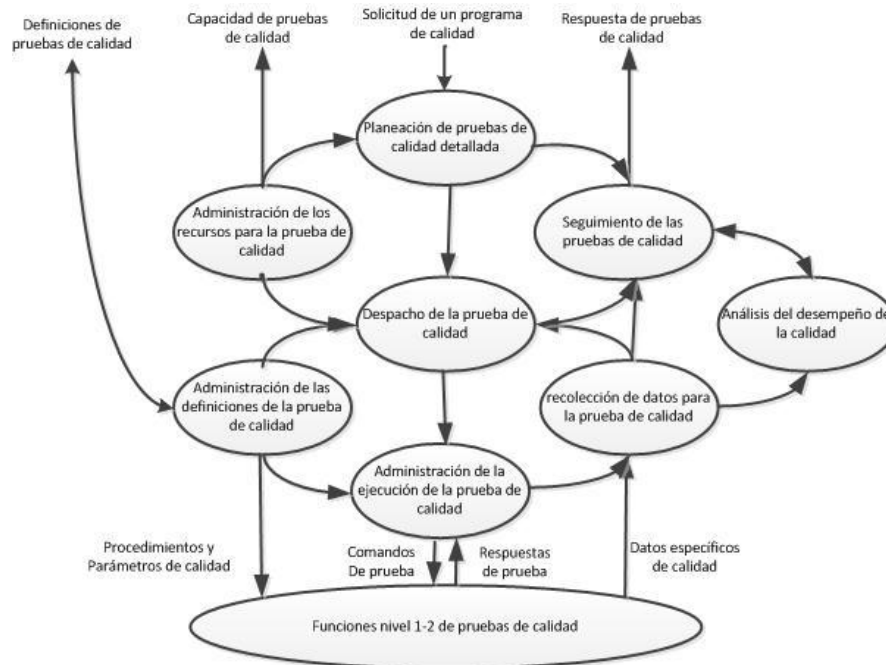 Definiciones de
pruebas de calidad
Capacidad de pruebas
de calidad
Solicitud de un programa
de calidad
Respuesta de pruebas
de calidad
Planeación de pruebas de
calidad detallada
Administración de los
recursos para la prueba de
calidad
Seguimiento de las
pruebas de calidad
Despacho de la prueba de
calidad
Análisis del desempeño de
la calidad
Administración de las
definiciones de la prueba
de calidad
recolección de datos para
la prueba de calidad
Administración de la
ejecución de la prueba de
calidad
Procedimientos y
Parámetros de calidad
Comandos
De prueba
Respuestas
de prueba
Datos específicos
de calidad
Funciones nivel 1-2 de pruebas de calidad